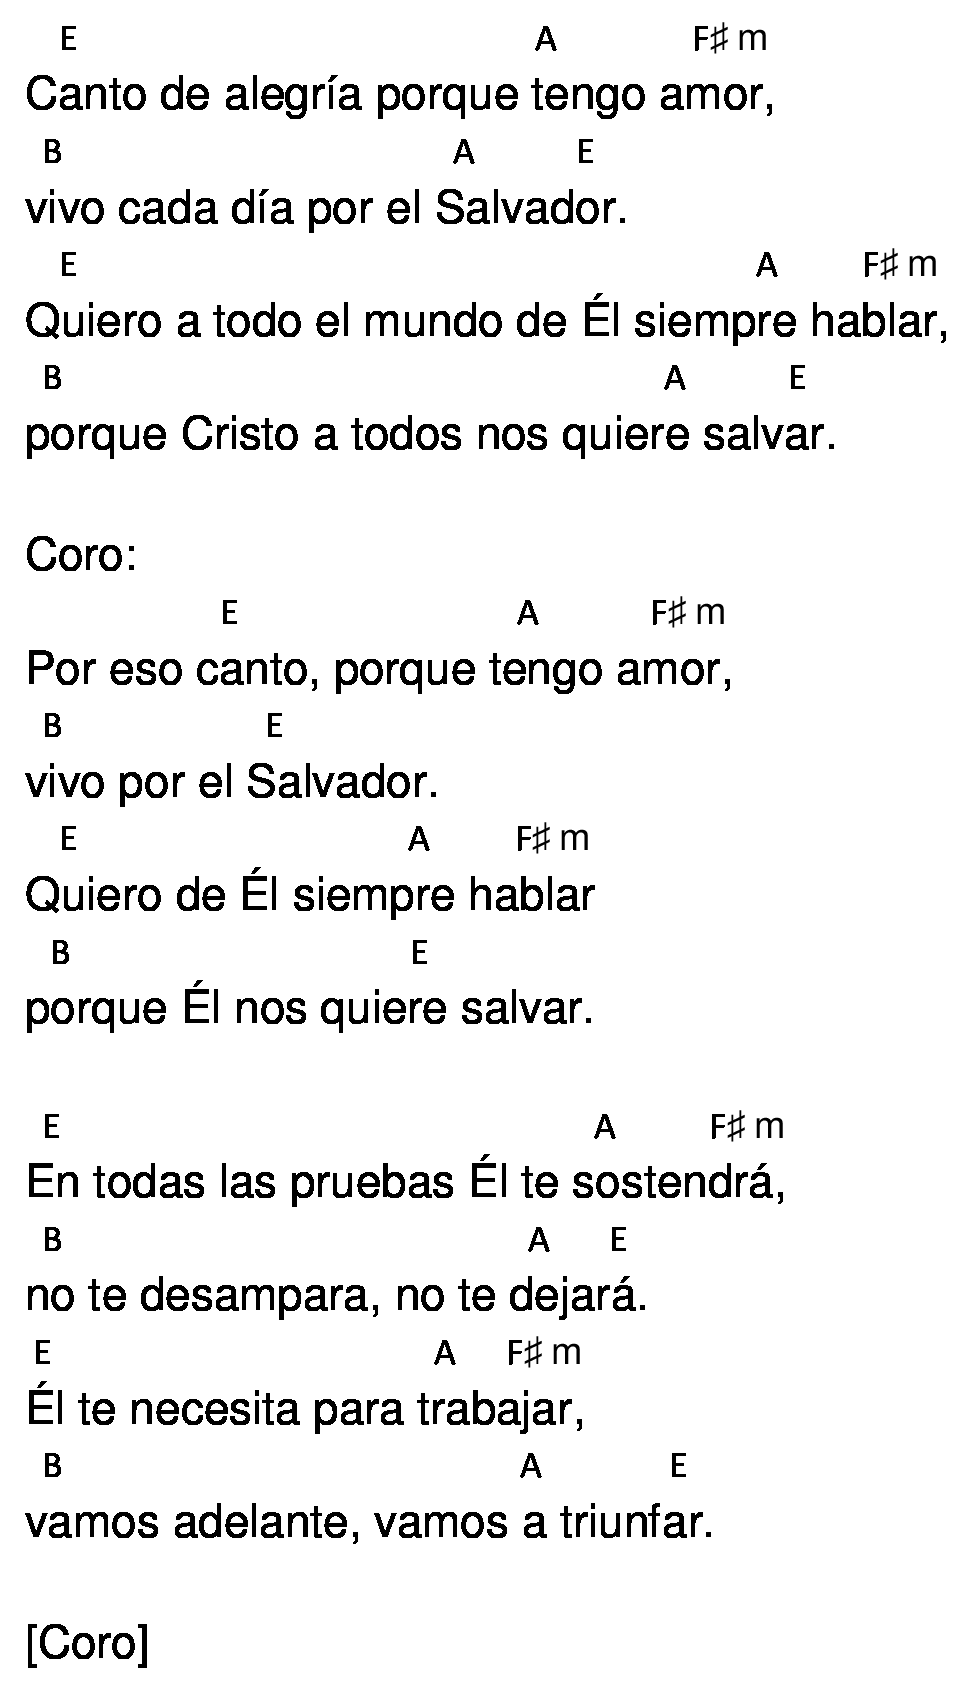 E A F♯m
Canto de alegría porque tengo amor,
B A E
vivo cada día por el Salvador.
E A F♯m
Quiero a todo el mundo de Él siempre hablar,
B A E
porque Cristo a todos nos quiere salvar.
Coro:
E A F♯m
Por eso canto, porque tengo amor,
B E
vivo por el Salvador.
E A F♯m
Quiero de Él siempre hablar
B E
porque Él nos quiere salvar.
E A F♯m
En todas las pruebas Él te sostendrá,
B A E
no te desampara, no te dejará.
E A F♯m
Él te necesita para trabajar,
B A E
vamos adelante, vamos a triunfar.
[Coro]